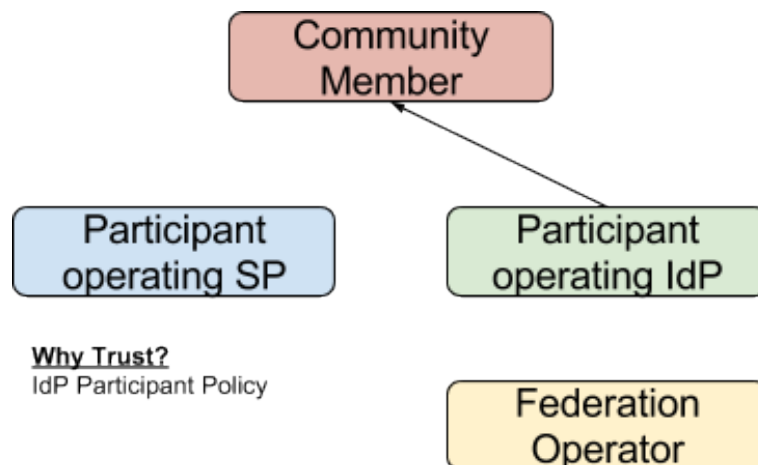 Community
Member
Participant
operating SP
Participant
operating IdP
Why Trust?
IdP Participant Policy
Federation
Operator